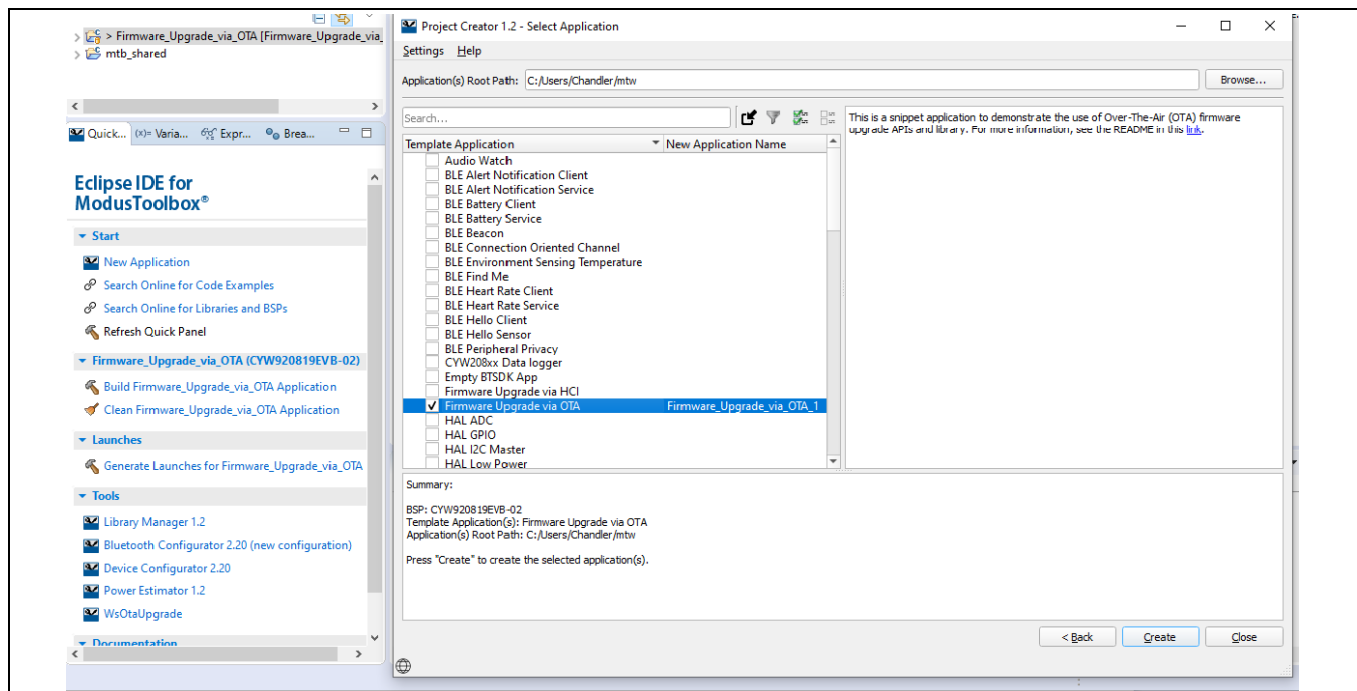 > Firmware_Upgrade_via_OTA [Firmware_Upgrade_via_
mtb_shared
Quick...
(x)= Varia...
Expr...
Brea...
Eclipse IDE for
ModusToolbox®
Start
New Application
Search Online for Code Examples
Search Online for Libraries and BSPs
Refresh Quick Panel
Firmware_Upgrade_via_OTA (CYW920819EVB-02)
Build Firmware_Upgrade_via_OTA Application
Clean Firmware_Upgrade_via_OTA Application
Launches
Generate Launches for Firmware_Upgrade_via_OTA
Tools
Library Manager 1.2
Bluetooth Configurator 2.20 (new configuration)
Device Configurator 2.20
Power Estimator 1.2
WsOtaUpgrade
Documentation
Project Creator 1.2 - Select Application
Settings Help
Application(s) Root Path: C:/Users/Chandler/mtw Browse...
Search...
Template Application New Application Name
Audio Watch
BLE Alert Notification Client
BLE Alert Notification Service
BLE Battery Client
BLE Battery Service
BLE Beacon
BLE Connection Oriented Channel
BLE Environment Sensing Temperature
BLE Find Me
BLE Heart Rate Client
BLE Heart Rate Service
BLE Hello Client
BLE Hello Sensor
BLE Peripheral Privacy
CYW208xx Data logger
Empty BTSDK App
Firmware Upgrade via HCI
Firmware Upgrade via OTA Firmware_Upgrade_via_OTA_1
HAL ADC
HAL GPIO
HAL I2C Master
HAL Low Power
This is a snippet application to demonstrate the use of Over-The-Air (OTA) firmware
upgrade APIs and library. For more information, see the README in this link.
Summary:
BSP: CYW920819EVB-02
Template Application(s): Firmware Upgrade via OTA
Application(s) Root Path: C:/Users/Chandler/mtw
Press "Create" to create the selected application(s).
< Back Create Close